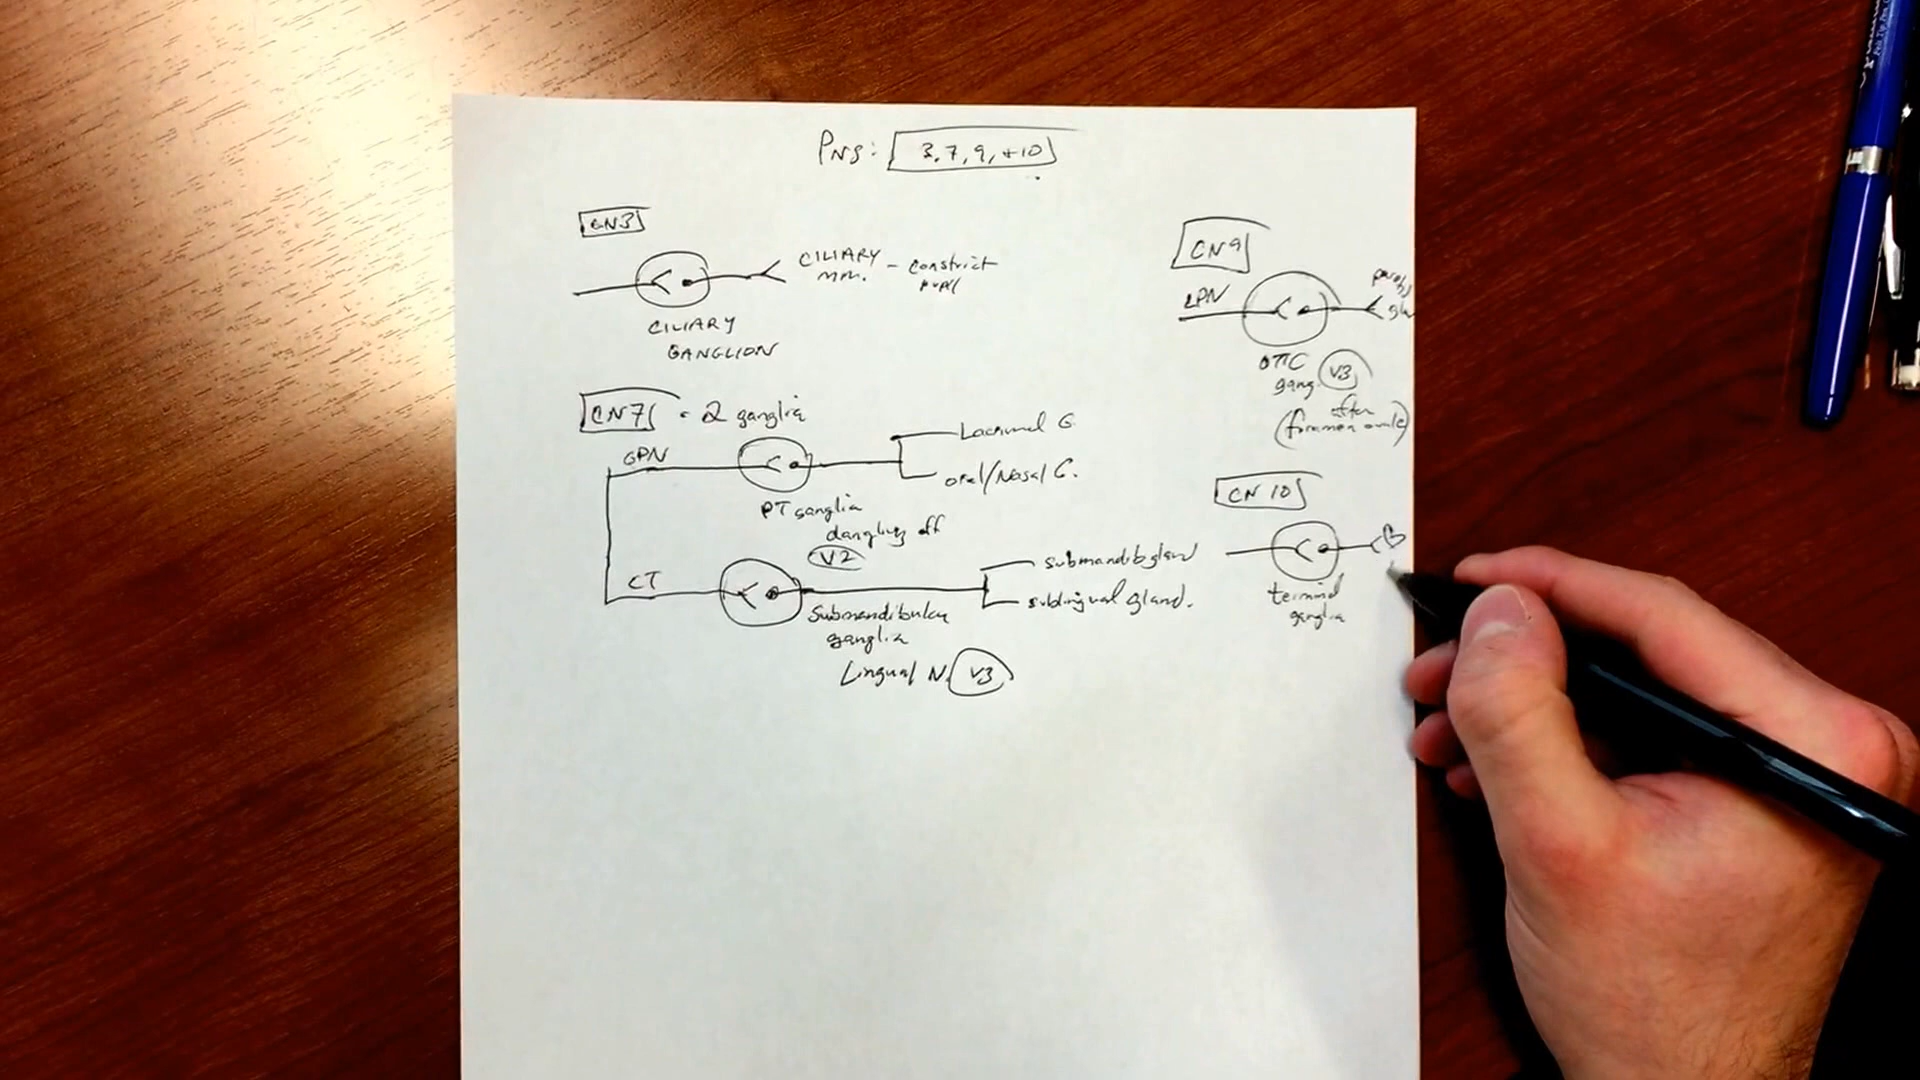 PNS: 3, 7, 9, + 10
CN3
CILIARY
mm.
- constrict
pupil
CILIARY
GANGLION
CN7 - 2 ganglia
GPN
Lacrimal G.
oral/Nasal G.
PT ganglia
dangling off
V2
CT
submandib gland
sublingual gland.
Submandibular
ganglia
Lingual N. V3
CN9
LPN
parotid
OTIC
gang. V3
after
(foramen ovale)
CN 10
terminal
ganglia